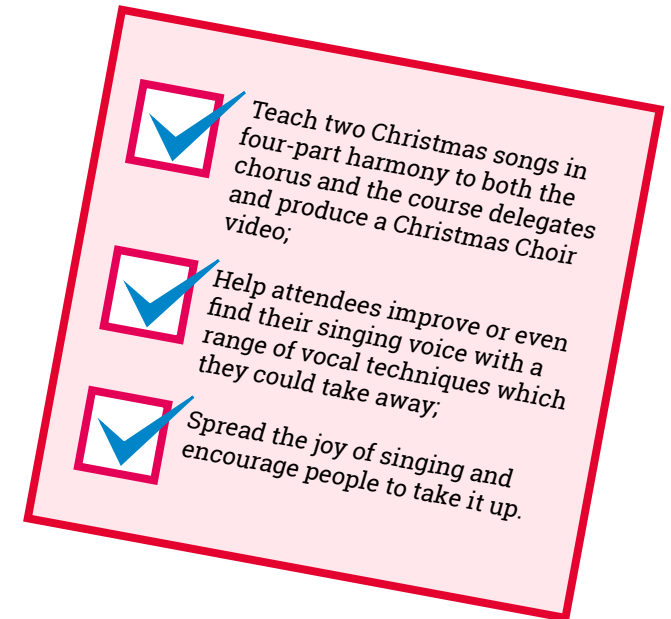 Teach two Christmas songs in
four-part harmony to both the
chorus and the course delegates
and produce a Christmas Choir
video;
Help attendees improve or even
find their singing voice with a
range of vocal techniques which
they could take away;
Spread the joy of singing and
encourage people to take it up.